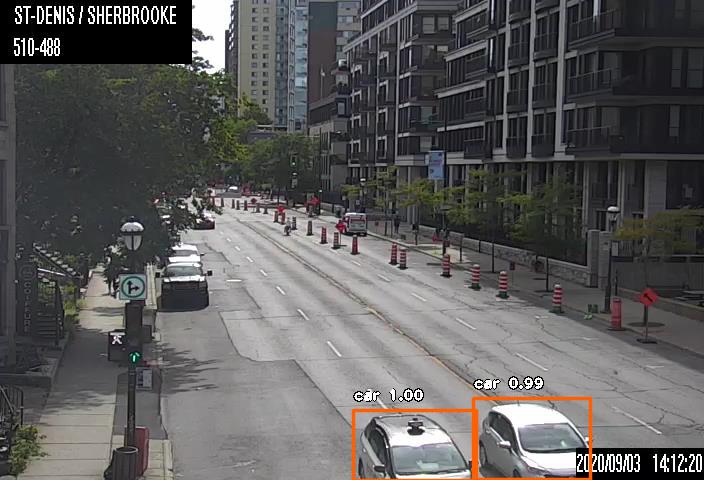 ST-DENIS / SHERBROOKE
510-488
car 1.00
car 0.99
2020/09/03 14:12:20